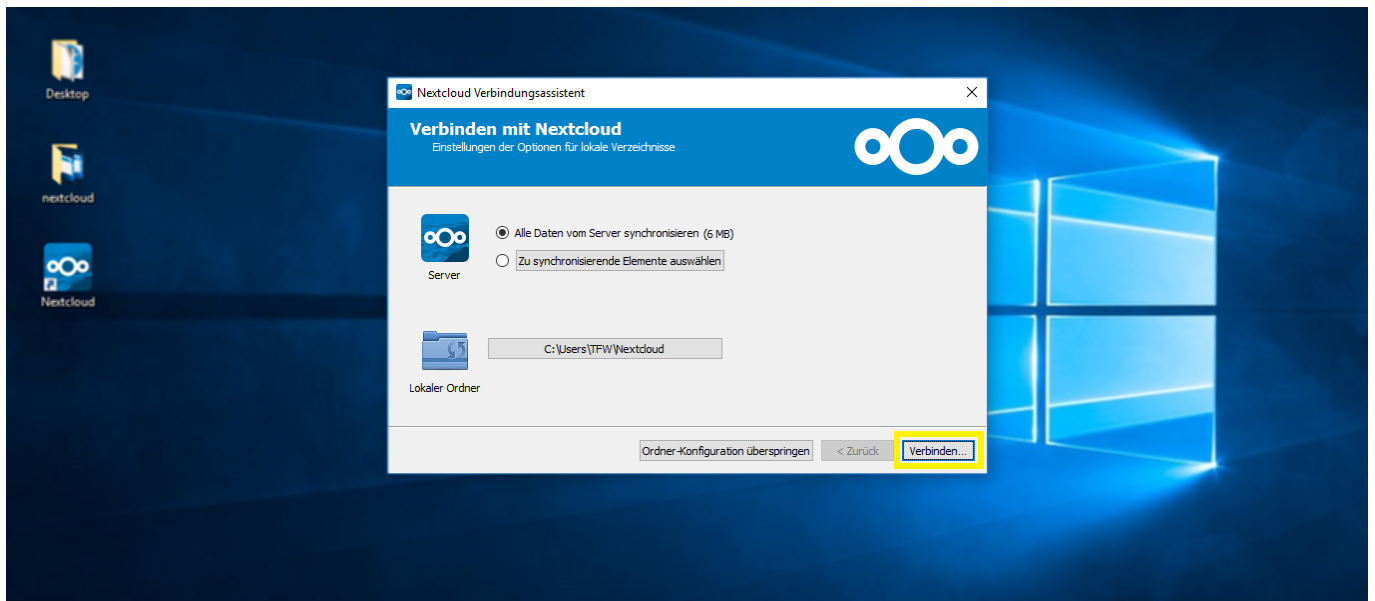 Desktop
nextcloud
Nextcloud
Nextcloud Verbindungsassistent
Verbinden mit Nextcloud
Einstellungen der Optionen für lokale Verzeichnisse
Alle Daten vom Server synchronisieren (6 MB)
Zu synchronisierende Elemente auswählen
Server
C:\Users\TFW\Nextcloud
Lokaler Ordner
Ordner-Konfiguration überspringen
< Zurück
Verbinden...